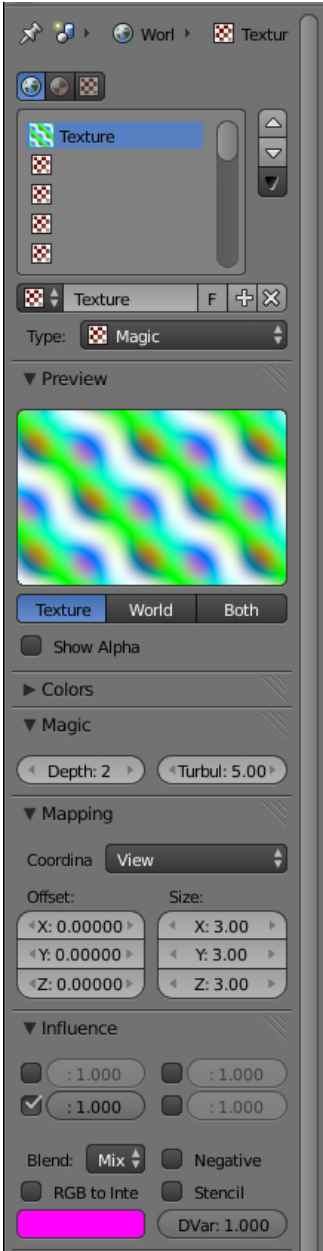 Worl Textur
Texture
Texture F
Type: Magic
Preview
Texture World Both
Show Alpha
Colors
Magic
Depth: 2 Turbul: 5.00
Mapping
Coordina View
Offset: Size:
X: 0.00000 X: 3.00
Y: 0.00000 Y: 3.00
Z: 0.00000 Z: 3.00
Influence
: 1.000 : 1.000
: 1.000 : 1.000
Blend: Mix Negative
RGB to Inte Stencil
DVar: 1.000